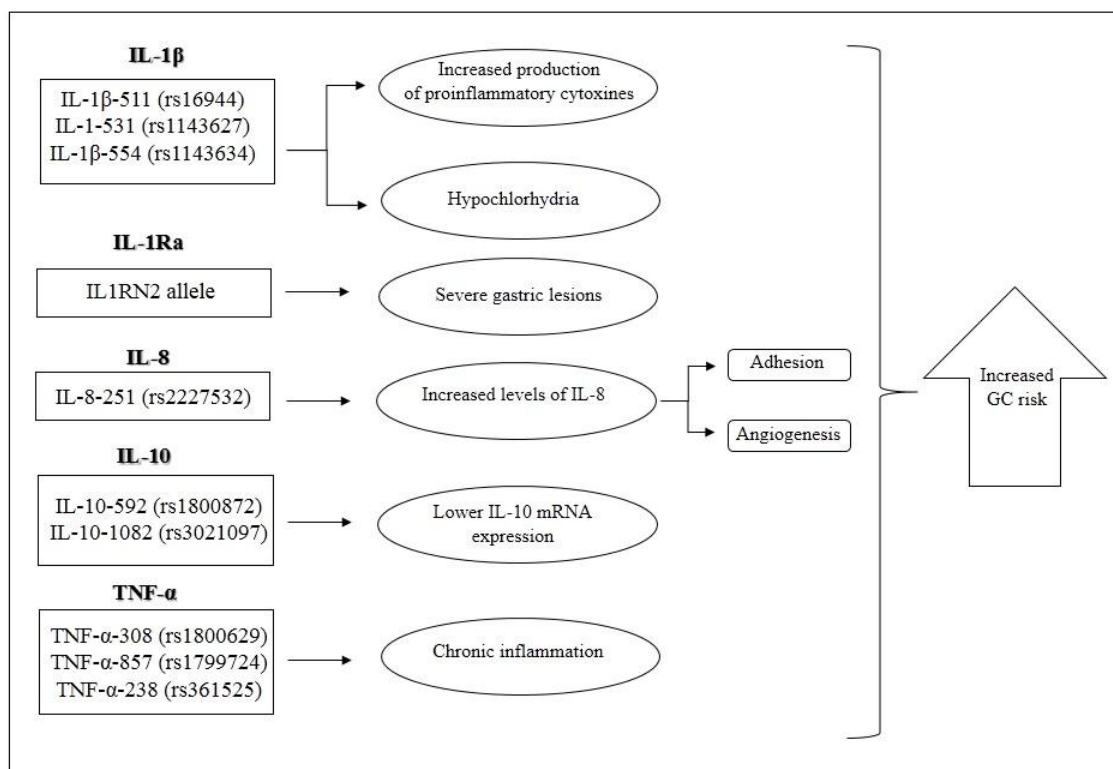 IL-1β
IL-1β-511 (rs16944)
IL-1-531 (rs1143627)
IL-1β-554 (rs1143634)
Increased production
of proinflammatory cytoxines
Hypochlorhydria
IL-1Ra
IL1RN2 allele
Severe gastric lesions
IL-8
IL-8-251 (rs2227532)
Increased levels of IL-8
Adhesion
Angiogenesis
IL-10
IL-10-592 (rs1800872)
IL-10-1082 (rs3021097)
Lower IL-10 mRNA
expression
TNF-α
TNF-α-308 (rs1800629)
TNF-α-857 (rs1799724)
TNF-α-238 (rs361525)
Chronic inflammation
Increased
GC risk